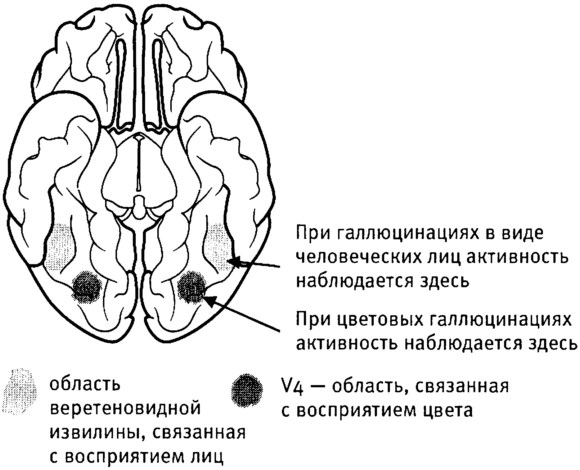 При галлюцинациях в виде
человеческих лиц активность
наблюдается здесь
При цветовых галлюцинациях
активность наблюдается здесь
область
веретеновидной
извилины, связанная
с восприятием лиц
V4 — область, связанная
с восприятием цвета